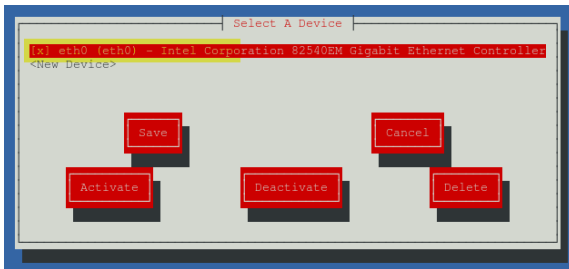 Select A Device
[x] eth0 (eth0) - Intel Corporation 82540EM Gigabit Ethernet Controller
<New Device>
Save Cancel
Activate Deactivate Delete